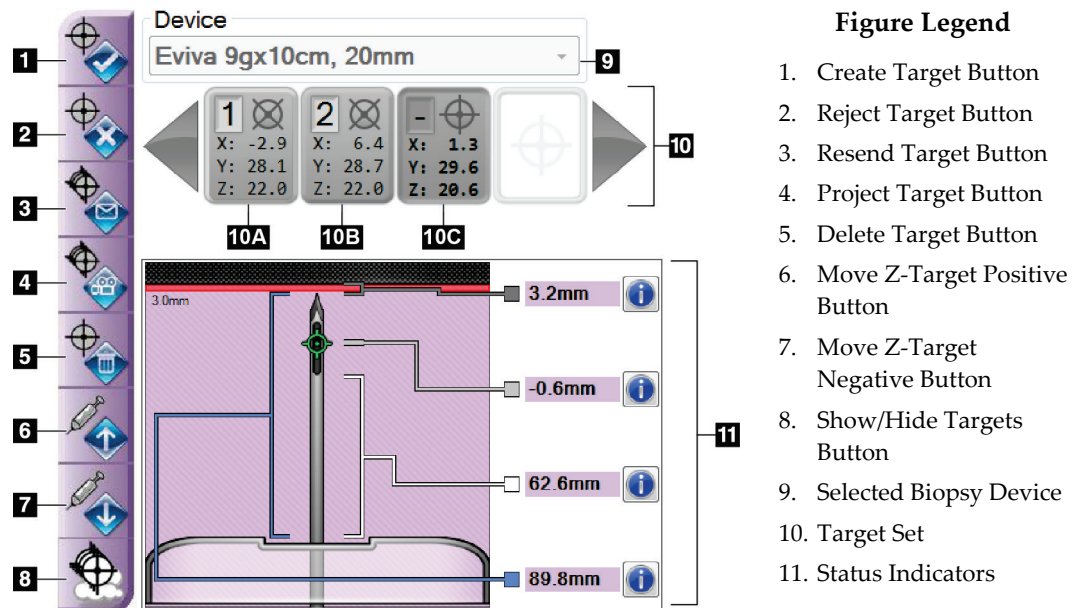 Device
Eviva 9gx10cm, 20mm
1
2
3
4
5
6
7
8
9
1
X: -2.9
Y: 28.1
Z: 22.0
2
X: 6.4
Y: 28.7
Z: 22.0
-
X: 1.3
Y: 29.6
Z: 20.6
10
10A
10B
10C
3.0mm
3.2mm
-0.6mm
62.6mm
89.8mm
11
Figure Legend
1. Create Target Button
2. Reject Target Button
3. Resend Target Button
4. Project Target Button
5. Delete Target Button
6. Move Z-Target Positive
Button
7. Move Z-Target
Negative Button
8. Show/Hide Targets
Button
9. Selected Biopsy Device
10. Target Set
11. Status Indicators